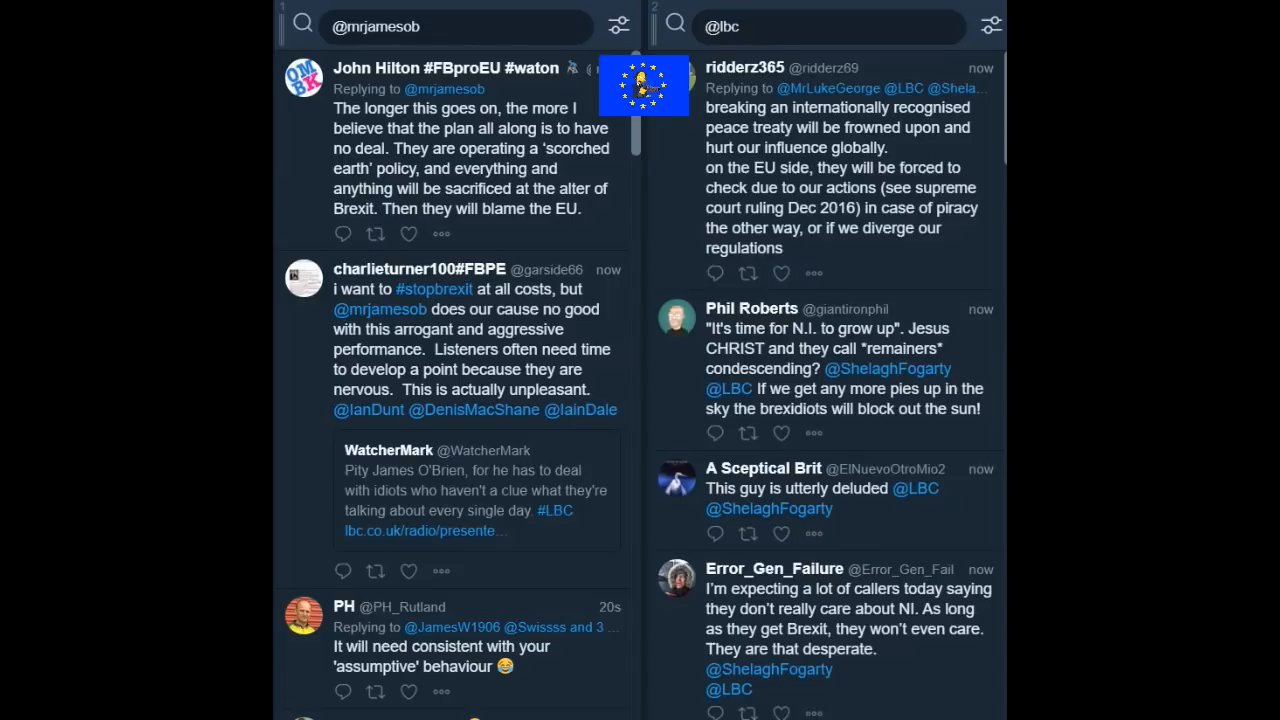 1
@mrjamesob
John Hilton #FBproEU #waton
Replying to @mrjamesob
The longer this goes on, the more I
believe that the plan all along is to have
no deal. They are operating a ‘scorched
earth’ policy, and everything and
anything will be sacrificed at the alter of
Brexit. Then they will blame the EU.
charlieturner100#FBPE @garside66 now
i want to #stopbrexit at all costs, but
@mrjamesob does our cause no good
with this arrogant and aggressive
performance. Listeners often need time
to develop a point because they are
nervous. This is actually unpleasant.
@IanDunt @DenisMacShane @IainDale
WatcherMark @WatcherMark
Pity James O'Brien, for he has to deal
with idiots who haven't a clue what they're
talking about every single day. #LBC
lbc.co.uk/radio/presente…
PH @PH_Rutland 20s
Replying to @JamesW1906 @Swissss and 3 ...
It will need consistent with your
'assumptive' behaviour 😂
2
@lbc
ridderz365 @ridderz69 now
Replying to @MrLukeGeorge @LBC @Shela...
breaking an internationally recognised
peace treaty will be frowned upon and
hurt our influence globally.
on the EU side, they will be forced to
check due to our actions (see supreme
court ruling Dec 2016) in case of piracy
the other way, or if we diverge our
regulations
Phil Roberts @giantironphil now
"It's time for N.I. to grow up". Jesus
CHRIST and they call *remainers*
condescending? @ShelaghFogarty
@LBC If we get any more pies up in the
sky the brexidiots will block out the sun!
A Sceptical Brit @ElNuevoOtroMio2 now
This guy is utterly deluded @LBC
@ShelaghFogarty
Error_Gen_Failure @Error_Gen_Fail now
I’m expecting a lot of callers today saying
they don’t really care about NI. As long
as they get Brexit, they won’t even care.
They are that desperate.
@ShelaghFogarty
@LBC